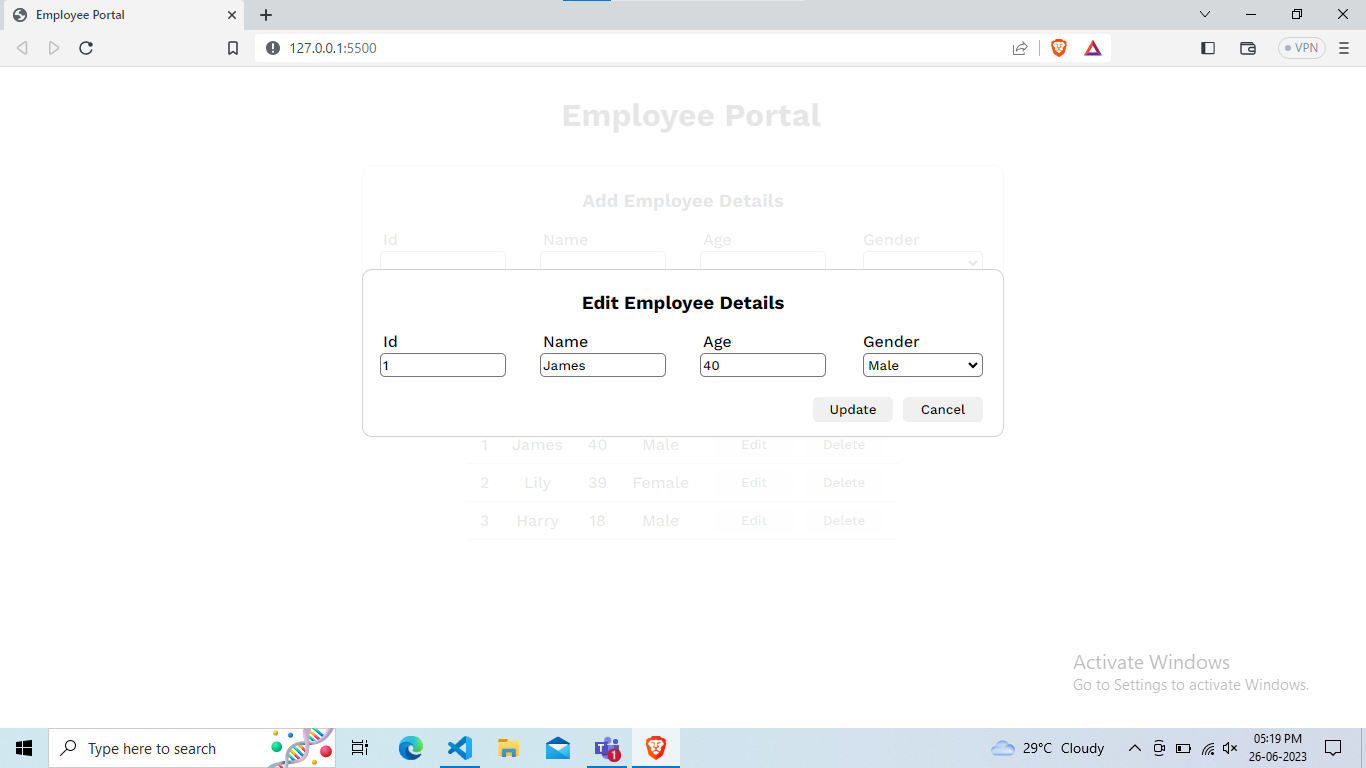 Employee Portal
127.0.0.1:5500
VPN
Employee Portal
Add Employee Details
Id Name Age Gender
Edit Employee Details
Id Name Age Gender
1 James 40 Male
Update Cancel
1 James 40 Male Edit Delete
2 Lily 39 Female Edit Delete
3 Harry 18 Male Edit Delete
Activate Windows
Go to Settings to activate Windows.
Type here to search
1
29°C Cloudy
05:19 PM
26-06-2023